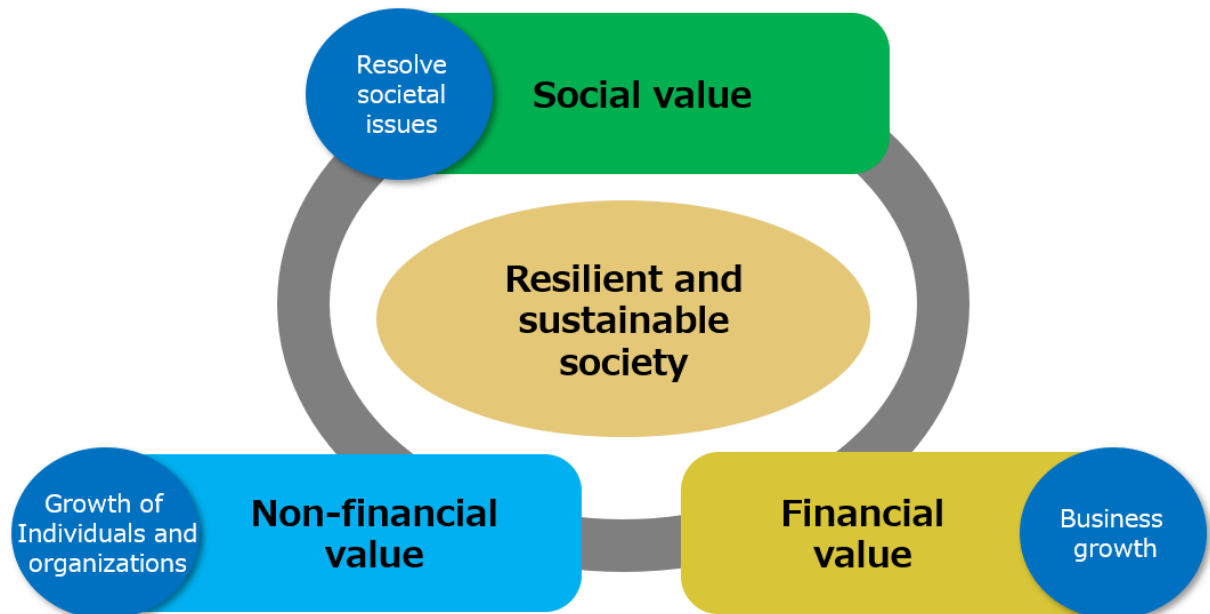 Resolve
societal
issues
Social value
Resilient and
sustainable
society
Growth of
Individuals and
organizations
Non-financial
value
Financial
value
Business
growth